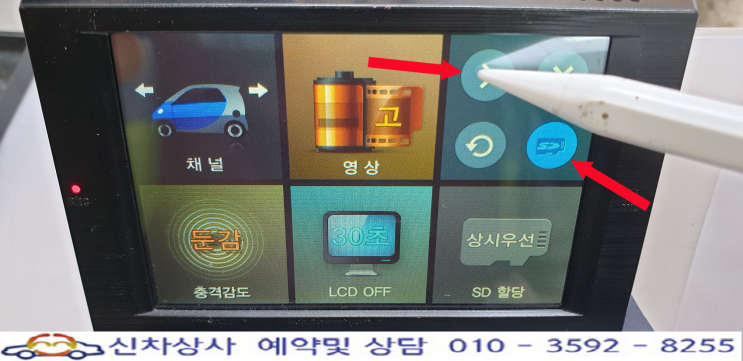 고
채널
영상
SD
둔감
30초
상시우선
충격감도
LCD OFF
SD 할당
신차상사 예약및 상담 010 - 3592 - 8255